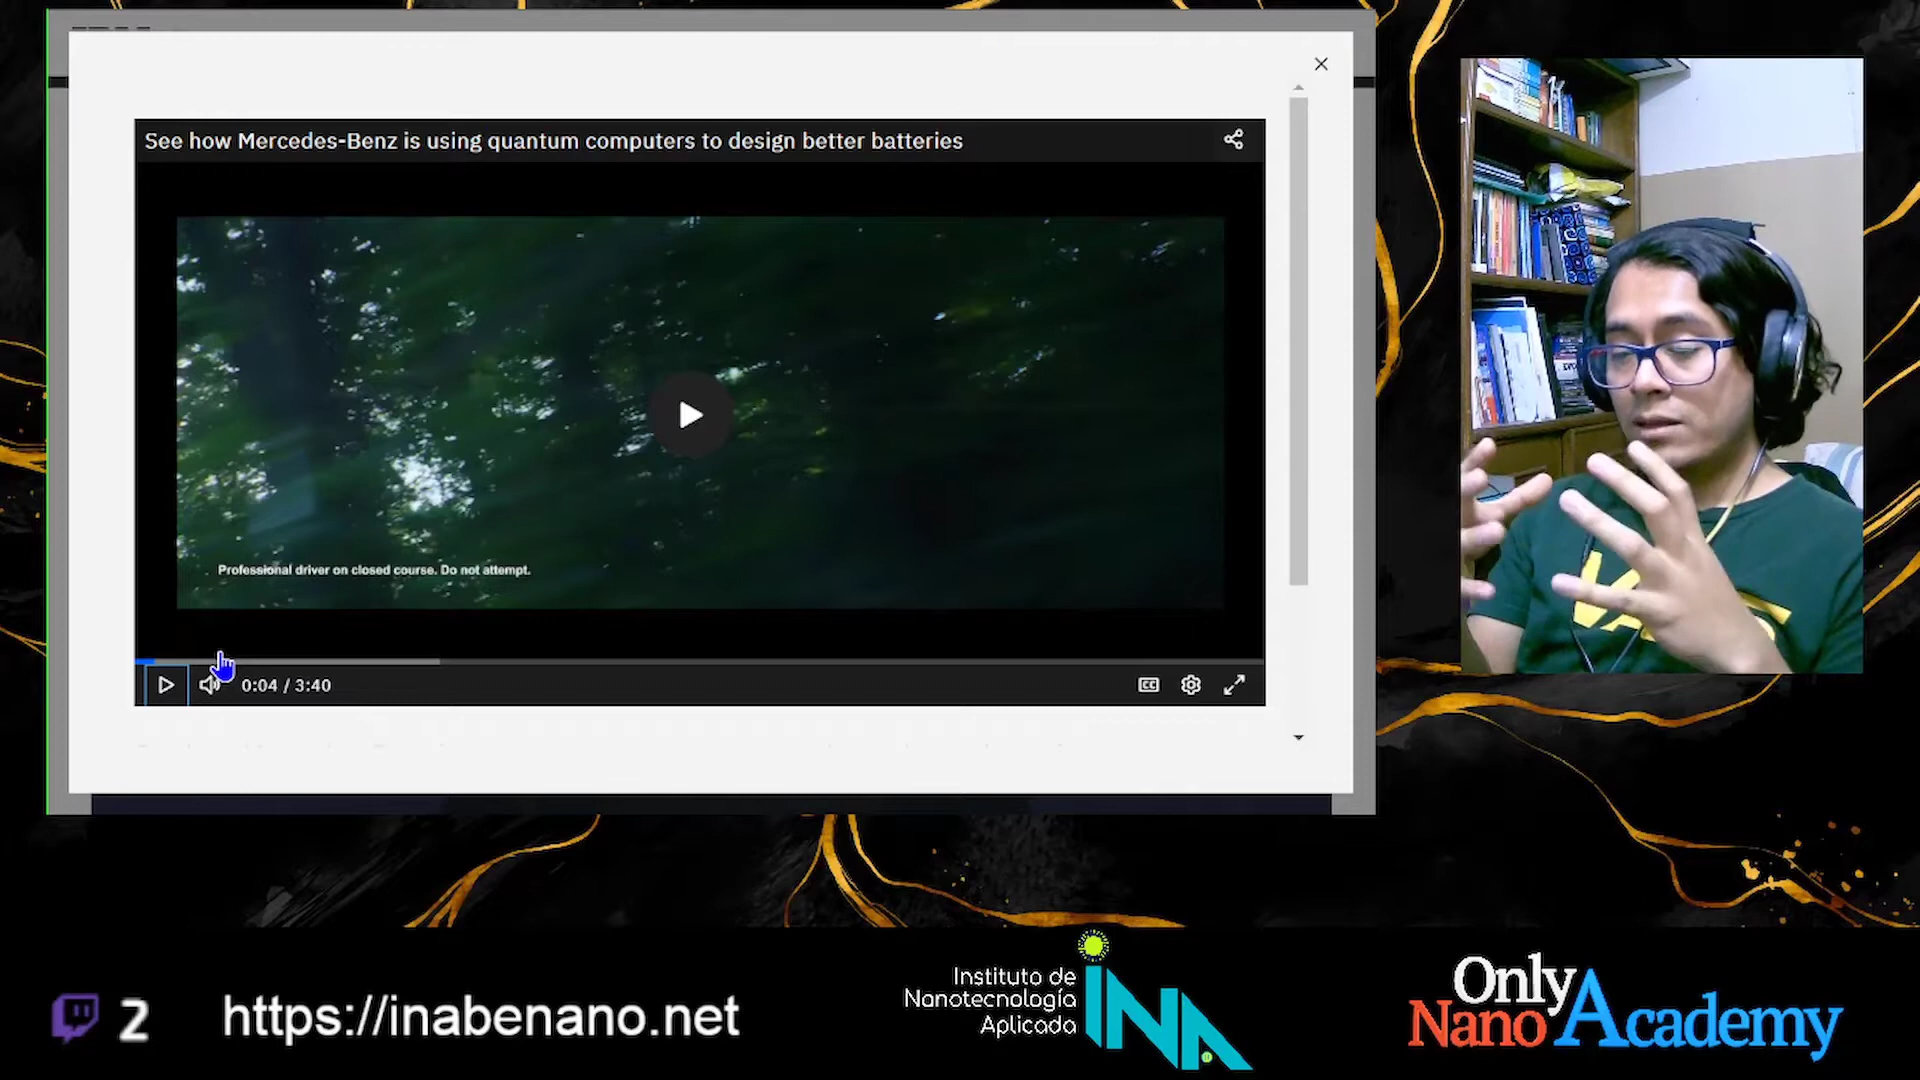 See how Mercedes-Benz is using quantum computers to design better batteries
Professional driver on closed course. Do not attempt.
0:04 / 3:40
CC
2
https://inabenano.net
Instituto de
Nanotecnología
Aplicada
iNA
Only
Nano Academy